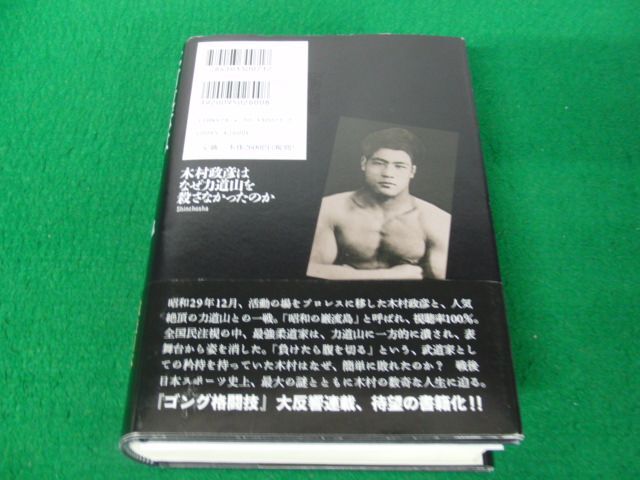 木村政彦は
なぜ力道山を
殺さなかったのか
Shinchosha
昭和29年12月、活動の場をプロレスに移した木村政彦と、人気
絶頂の力道山との一戦。「昭和の巌流島」と呼ばれ、視聴率100%。
全国民注視の中、最強柔道家は、力道山に一方的に潰され、表
舞台から姿を消した。「負けたら腹を切る」という、武道家とし
ての矜持を持っていた木村はなぜ、簡単に敗れたのか? 戦後
日本スポーツ史上、最大の謎とともに木村の数奇な人生に迫る。
『ゴング格闘技』大反響連載、待望の書籍化!!